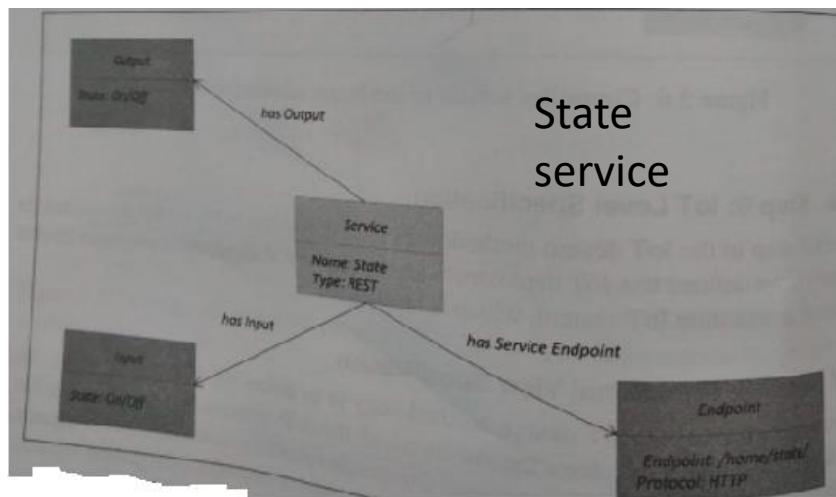 Output
State: On/Off
has Output
State
service
Service
Name: State
Type: REST
has Input
has Service Endpoint
Input
State: On/Off
Endpoint
Endpoint: /home/state/
Protocol: HTTP